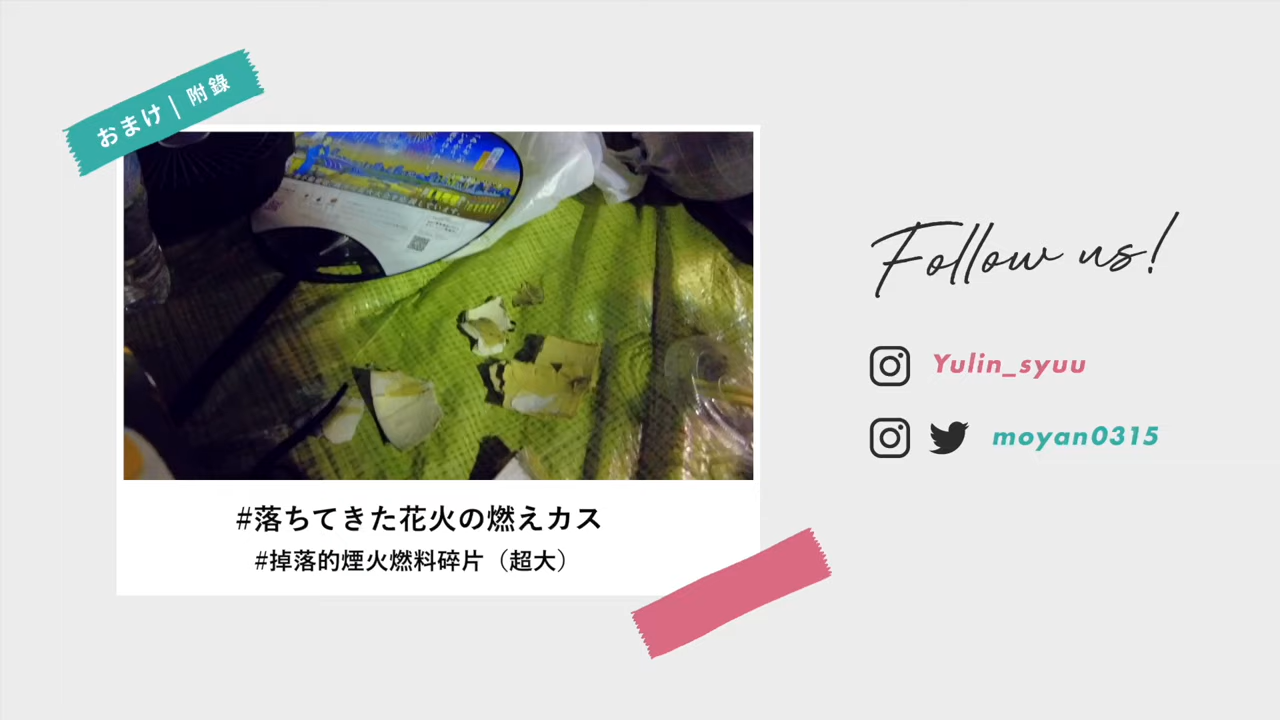 おまけ | 附錄
#落ちてきた花火の燃えカス
#掉落的煙火燃料碎片（超大）
Follow us!
Yulin_syuu
moyan0315